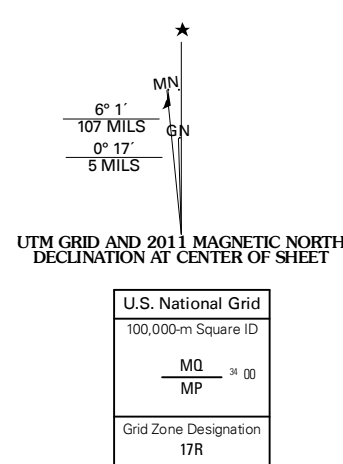 ★
MN
6° 1´
107 MILS
GN
0° 17´
5 MILS
UTM GRID AND 2011 MAGNETIC NORTH
DECLINATION AT CENTER OF SHEET
U.S. National Grid
100,000-m Square ID
MQ
34 00
MP
Grid Zone Designation
17R